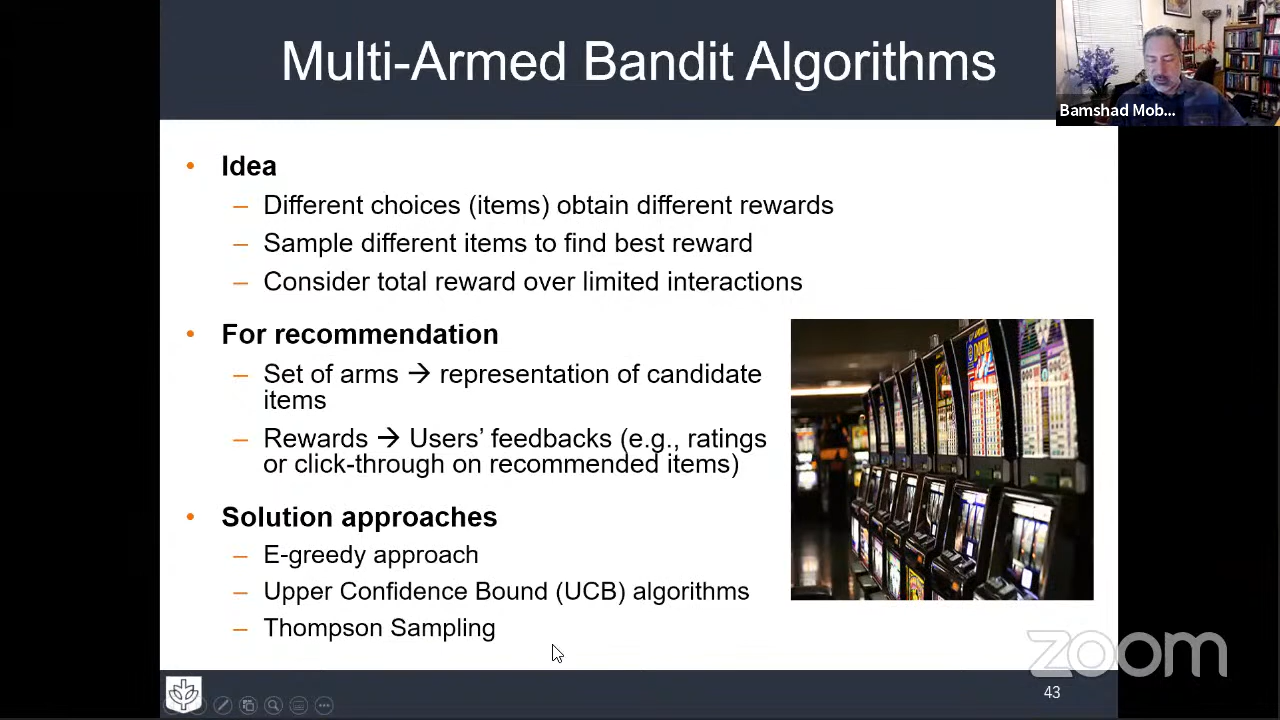 Multi-Armed Bandit Algorithms
Bamshad Mob...
• Idea
– Different choices (items) obtain different rewards
– Sample different items to find best reward
– Consider total reward over limited interactions
• For recommendation
– Set of arms → representation of candidate
items
– Rewards → Users’ feedbacks (e.g., ratings
or click-through on recommended items)
• Solution approaches
– E-greedy approach
– Upper Confidence Bound (UCB) algorithms
– Thompson Sampling
zoom
43